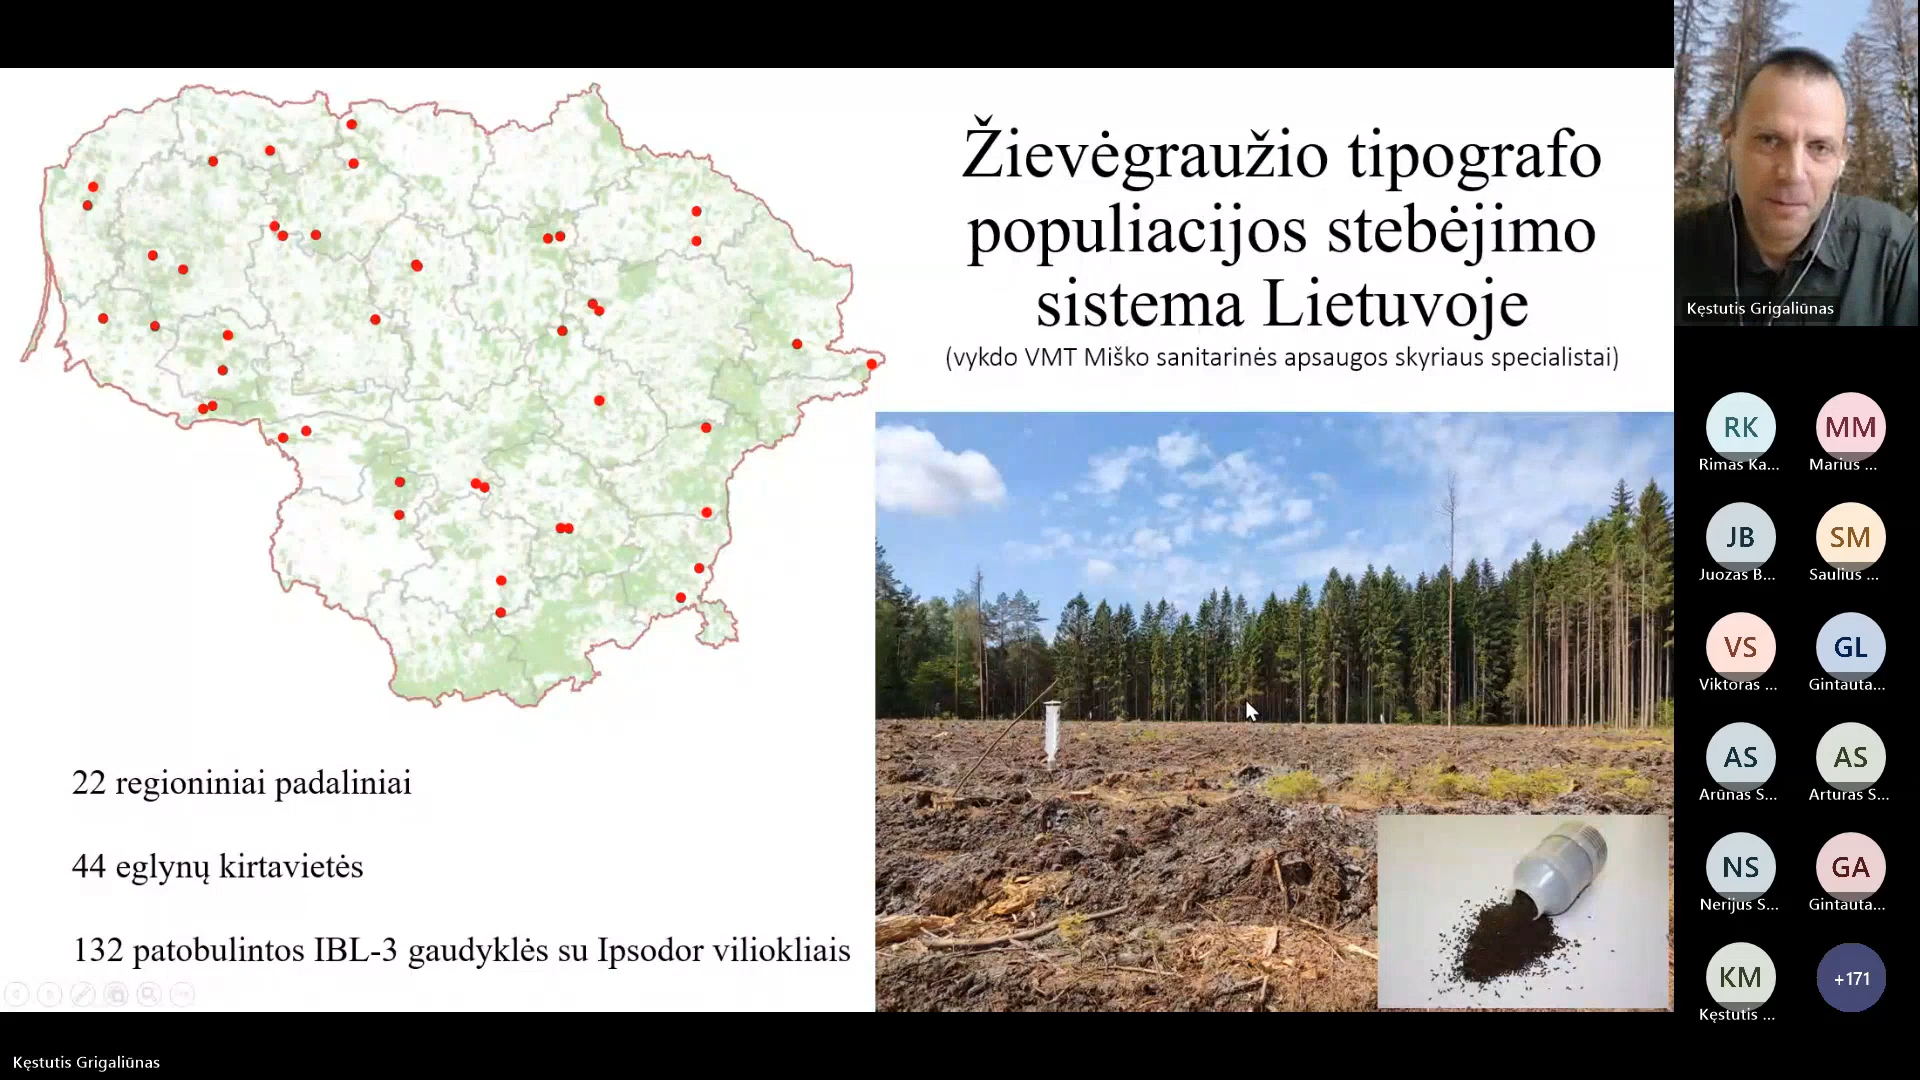 Žievėgraužio tipografo
populiacijos stebėjimo
sistema Lietuvoje
(vykdo VMT Miško sanitarinės apsaugos skyriaus specialistai)
22 regioniniai padaliniai
44 eglynų kirtavietės
132 patobulintos IBL-3 gaudyklės su Ipsodor viliokliais
Kęstutis Grigaliūnas
RK
Rimas Ka...
MM
Marius ...
JB
Juozas B...
SM
Saulius ...
VS
Viktoras ...
GL
Gintauta...
AS
Arūnas S...
AS
Arturas S...
NS
Nerijus S...
GA
Gintauta...
KM
Kęstutis ...
+171
Kęstutis Grigaliūnas